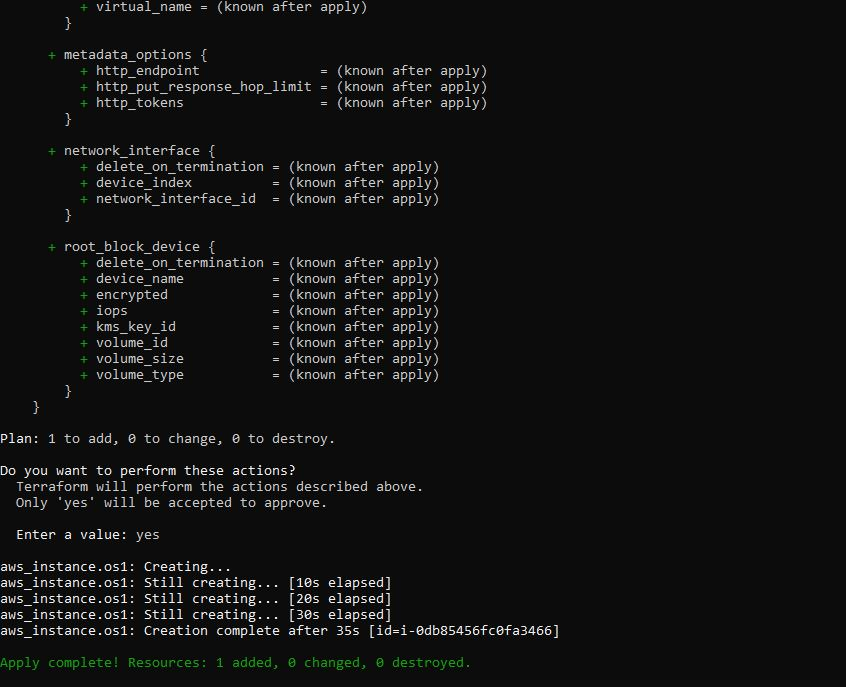 + virtual_name = (known after apply)
        }

      + metadata_options {
          + http_endpoint               = (known after apply)
          + http_put_response_hop_limit = (known after apply)
          + http_tokens                 = (known after apply)
        }

      + network_interface {
          + delete_on_termination = (known after apply)
          + device_index          = (known after apply)
          + network_interface_id  = (known after apply)
        }

      + root_block_device {
          + delete_on_termination = (known after apply)
          + device_name           = (known after apply)
          + encrypted             = (known after apply)
          + iops                  = (known after apply)
          + kms_key_id            = (known after apply)
          + volume_id             = (known after apply)
          + volume_size           = (known after apply)
          + volume_type           = (known after apply)
        }
    }

Plan: 1 to add, 0 to change, 0 to destroy.

Do you want to perform these actions?
  Terraform will perform the actions described above.
  Only 'yes' will be accepted to approve.

  Enter a value: yes

aws_instance.os1: Creating...
aws_instance.os1: Still creating... [10s elapsed]
aws_instance.os1: Still creating... [20s elapsed]
aws_instance.os1: Still creating... [30s elapsed]
aws_instance.os1: Creation complete after 35s [id=i-0db85456fc0fa3466]

Apply complete! Resources: 1 added, 0 changed, 0 destroyed.